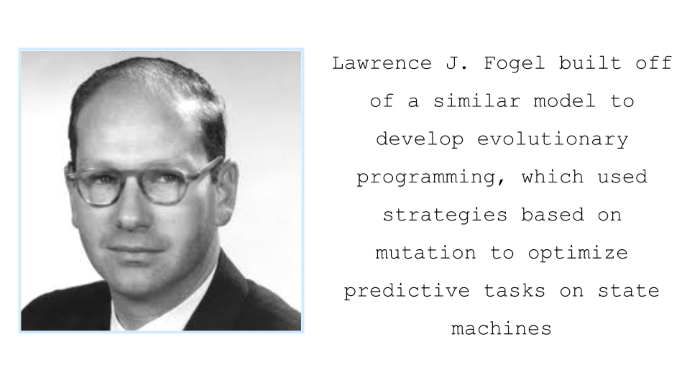 Lawrence J. Fogel built off
of a similar model to
develop evolutionary
programming, which used
strategies based on
mutation to optimize
predictive tasks on state
machines